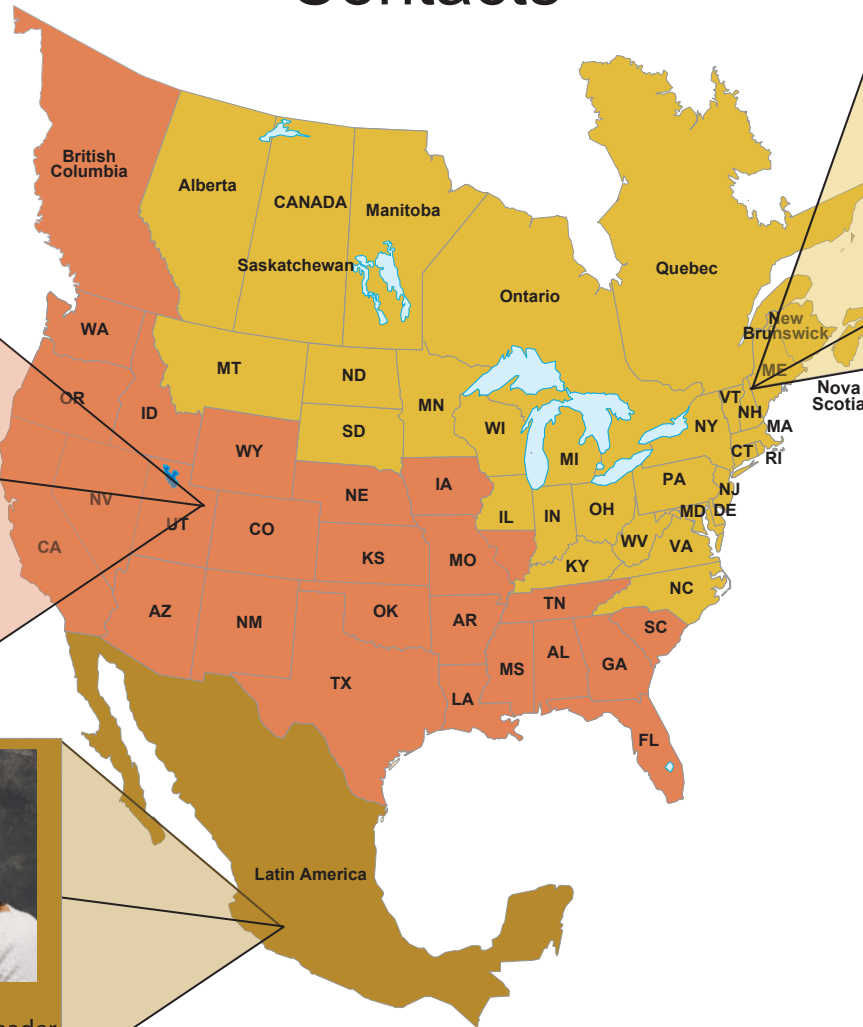 British
Columbia
Alberta
CANADA
Manitoba
Saskatchewan
Ontario
Quebec
New
Brunswick
ME
Nova
WA
MT
ND
MN
OR
ID
SD
WI
MI
NY
VT
NH
MA
CT
RI
WY
PA
NJ
NE
IA
IL
IN
OH
MD
DE
NV
UT
CO
WV
VA
CA
KS
MO
KY
NC
AZ
NM
OK
AR
TN
SC
TX
LA
MS
AL
GA
FL
Latin America